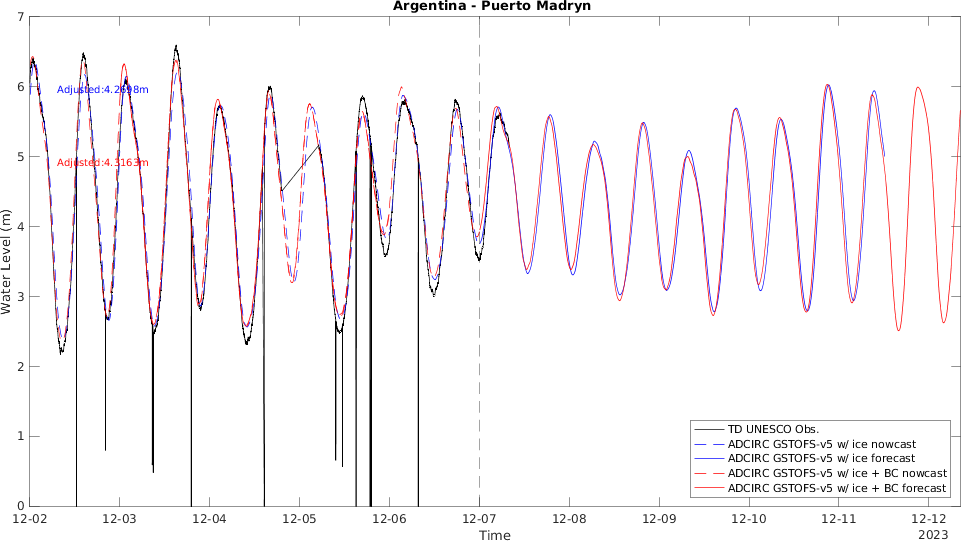 Argentina - Puerto Madryn
7
6
5
4
3
2
1
0
Water Level (m)
Adjusted:4.2698m
Adjusted:4.3163m
TD UNESCO Obs.
ADCIRC GSTOFS-v5 w/ ice nowcast
ADCIRC GSTOFS-v5 w/ ice forecast
ADCIRC GSTOFS-v5 w/ ice + BC nowcast
ADCIRC GSTOFS-v5 w/ ice + BC forecast
12-02 12-03 12-04 12-05 12-06 12-07 12-08 12-09 12-10 12-11 12-12
Time
2023